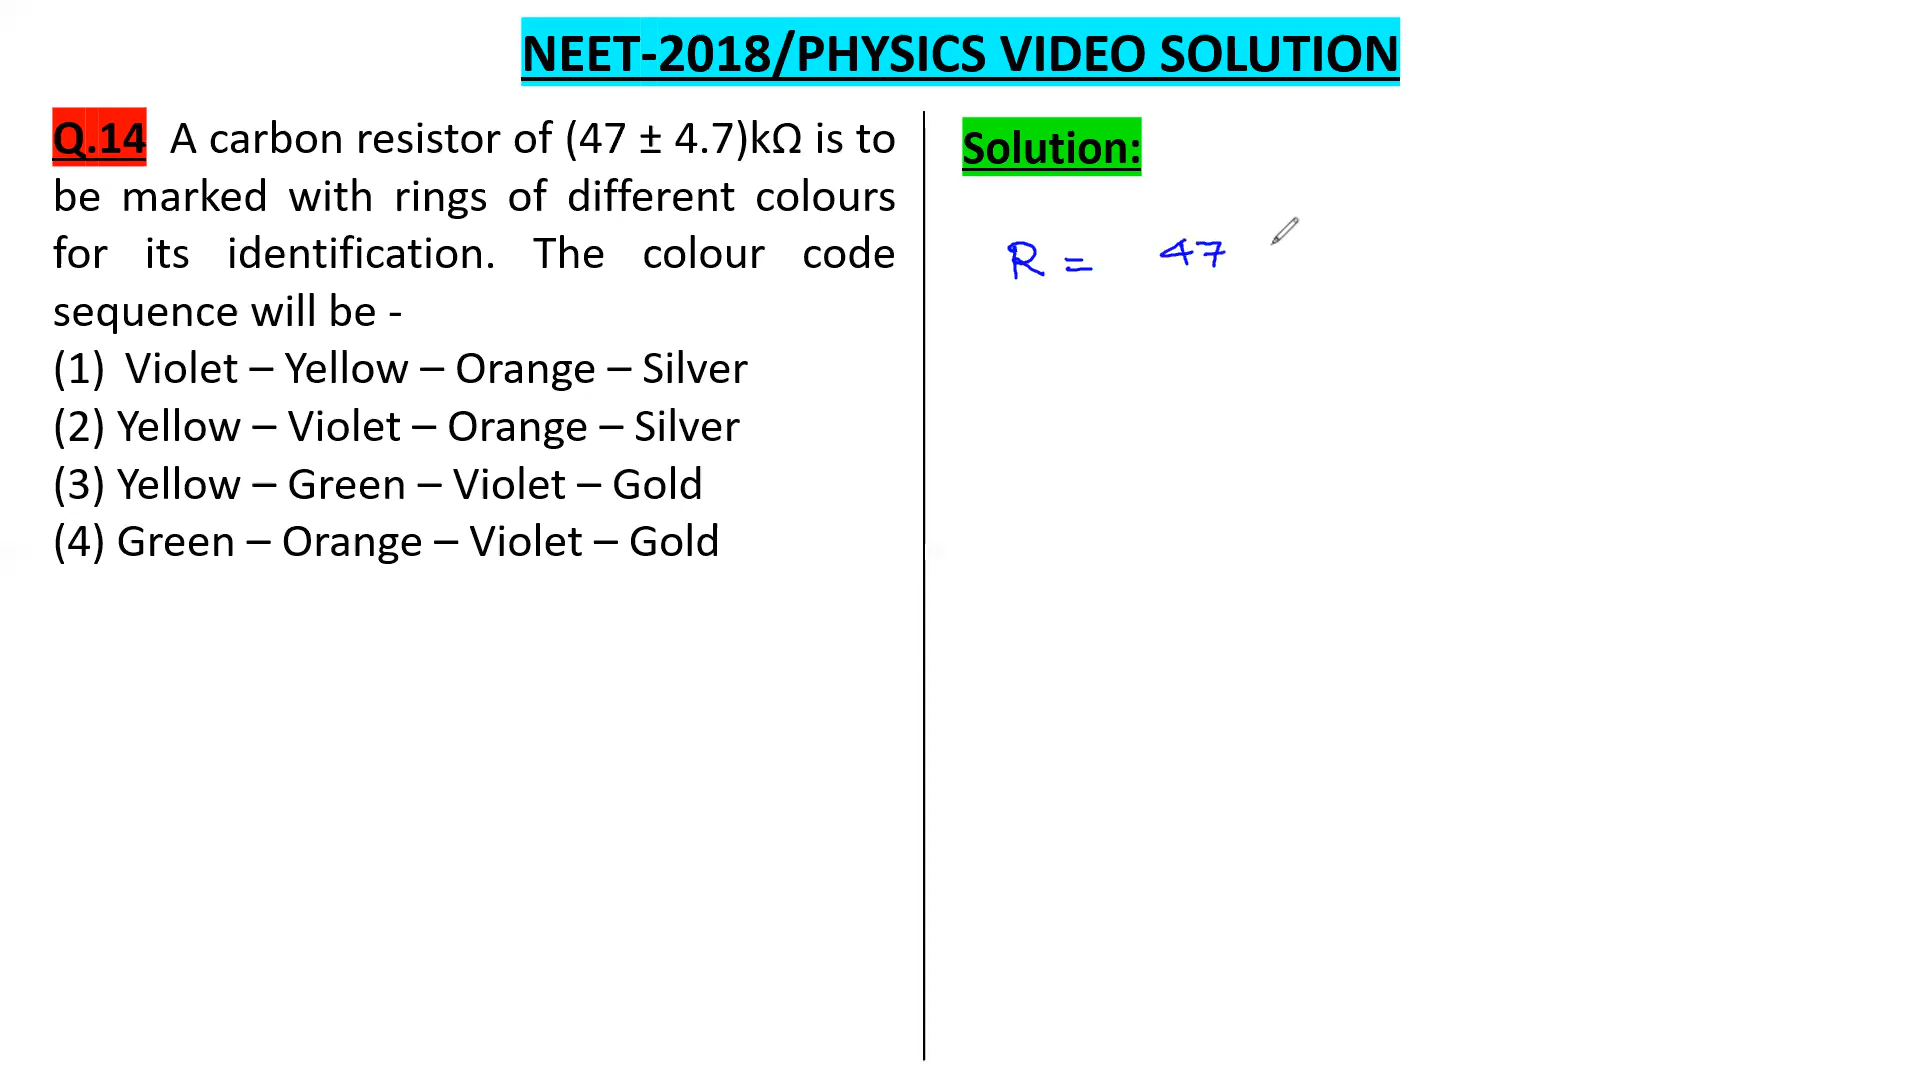 NEET-2018/PHYSICS VIDEO SOLUTION
Q.14 A carbon resistor of (47 ± 4.7)kΩ is to
be marked with rings of different colours
for its identification. The colour code
sequence will be -
(1) Violet – Yellow – Orange – Silver
(2) Yellow – Violet – Orange – Silver
(3) Yellow – Green – Violet – Gold
(4) Green – Orange – Violet – Gold
Solution:
R = 47